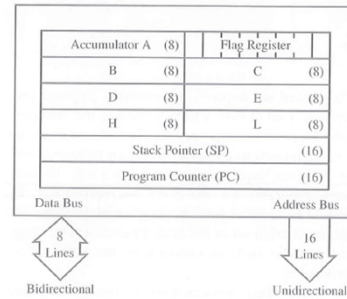 Accumulator A (8) Flag Register
B (8) C (8)
D (8) E (8)
H (8) L (8)
Stack Pointer (SP) (16)
Program Counter (PC) (16)
Data Bus Address Bus
8 16
Lines Lines
Bidirectional Unidirectional